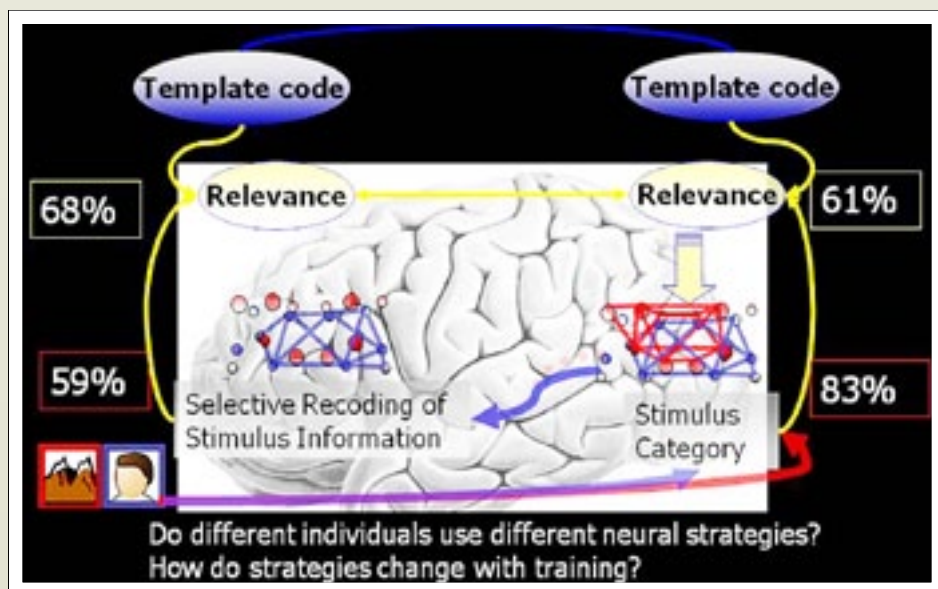 Template code
Template code
Relevance
Relevance
68%
61%
59%
83%
Selective Recoding of
Stimulus Information
Stimulus
Category
Do different individuals use different neural strategies?
How do strategies change with training?